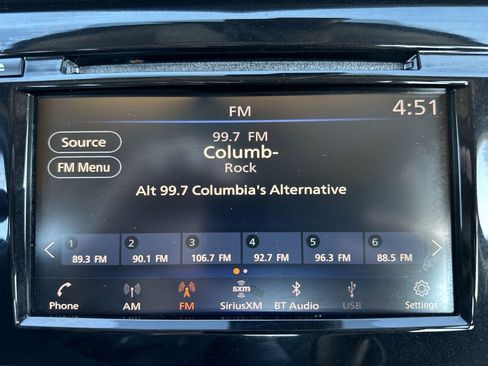 FM
4:51
Source
99.7 FM
Columb-
FM Menu
Rock
Alt 99.7 Columbia's Alternative
1 2 3 4 5 6
89.3 FM 90.1 FM 106.7 FM 92.7 FM 96.3 FM 88.5 FM
sxm
Phone AM FM SiriusXM BT Audio USB Settings